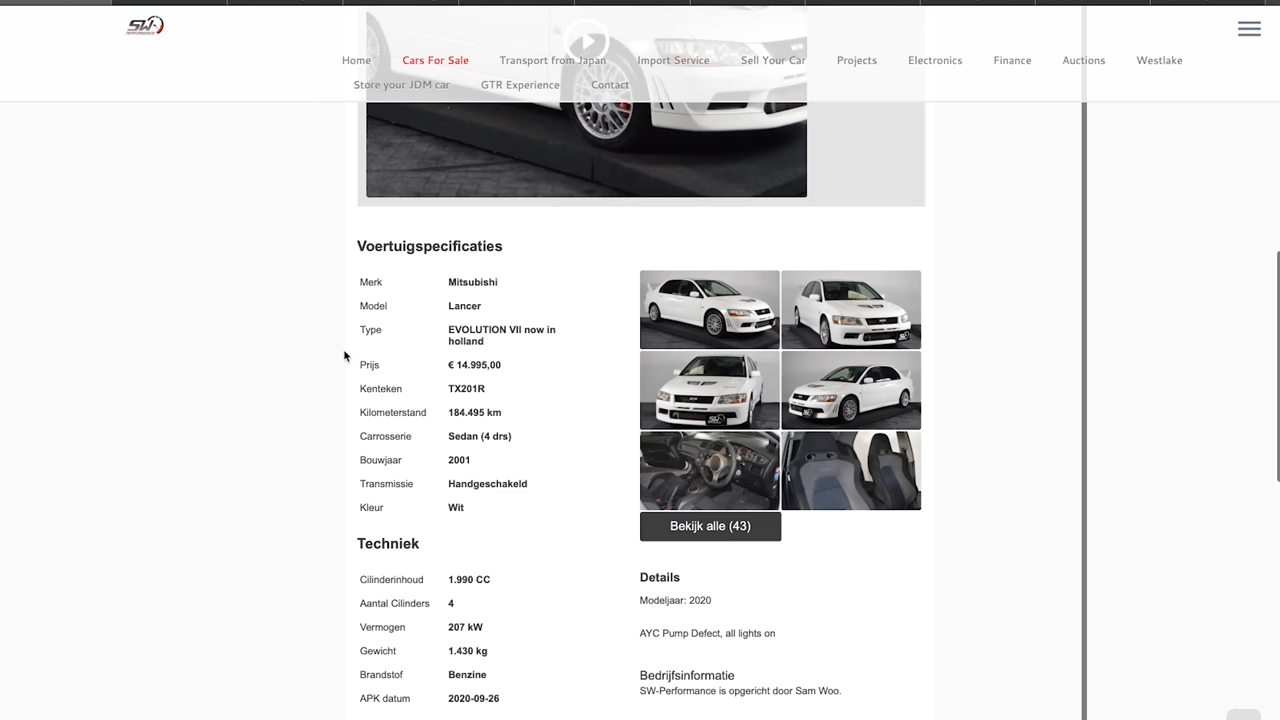 SW
PERFORMANCE
Home Cars For Sale Transport from Japan Import Service Sell Your Car Projects Electronics Finance Auctions Westlake
Store your JDM car GTR Experience Contact
Voertuigspecificaties
Merk Mitsubishi
Model Lancer
Type EVOLUTION VII now in
holland
Prijs € 14.995,00
Kenteken TX201R
Kilometerstand 184.495 km
Carrosserie Sedan (4 drs)
Bouwjaar 2001
Transmissie Handgeschakeld
Kleur Wit
Bekijk alle (43)
Techniek
Cilinderinhoud 1.990 CC
Aantal Cilinders 4
Vermogen 207 kW
Gewicht 1.430 kg
Brandstof Benzine
APK datum 2020-09-26
Details
Modeljaar: 2020
AYC Pump Defect, all lights on
Bedrijfsinformatie
SW-Performance is opgericht door Sam Woo.